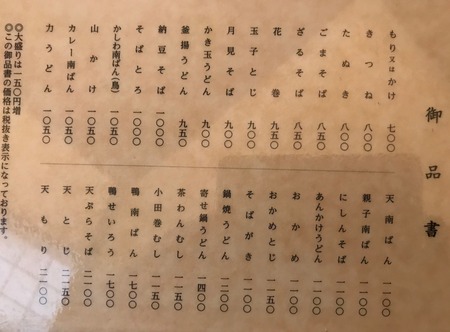 御品書
もり又はかけ 七〇〇
きつね 八〇〇
たぬき 八〇〇
ごまそば 八五〇
ざるそば 八五〇
花巻 八五〇
玉子とじ 九〇〇
月見そば 九〇〇
かき玉うどん 九〇〇
釜揚うどん 九五〇
納豆そば
そばとろ 一〇〇〇
かしわ南ばん(鳥) 一〇〇〇
山かけ 一〇五〇
カレー南ばん 一〇五〇
力うどん 一〇五〇
天南ばん 一一〇〇
親子南ばん 一一〇〇
にしんそば 一一〇〇
あんかけうどん 一一〇〇
おかめ 一一〇〇
おかめとじ 一一五〇
そばがき 一一〇〇
鍋焼うどん 一二〇〇
寄せ鍋うどん 一四〇〇
茶わんむし 一一五〇
小田巻むし 一一五〇
鴨南ばん 一七〇〇
鴨せいろう 一七〇〇
天ぷらそば 二一〇〇
天とじ 二一五〇
天もり 二一〇〇
◎大盛りは一五〇円増
◎この御品書の価格は税抜き表示になっております。